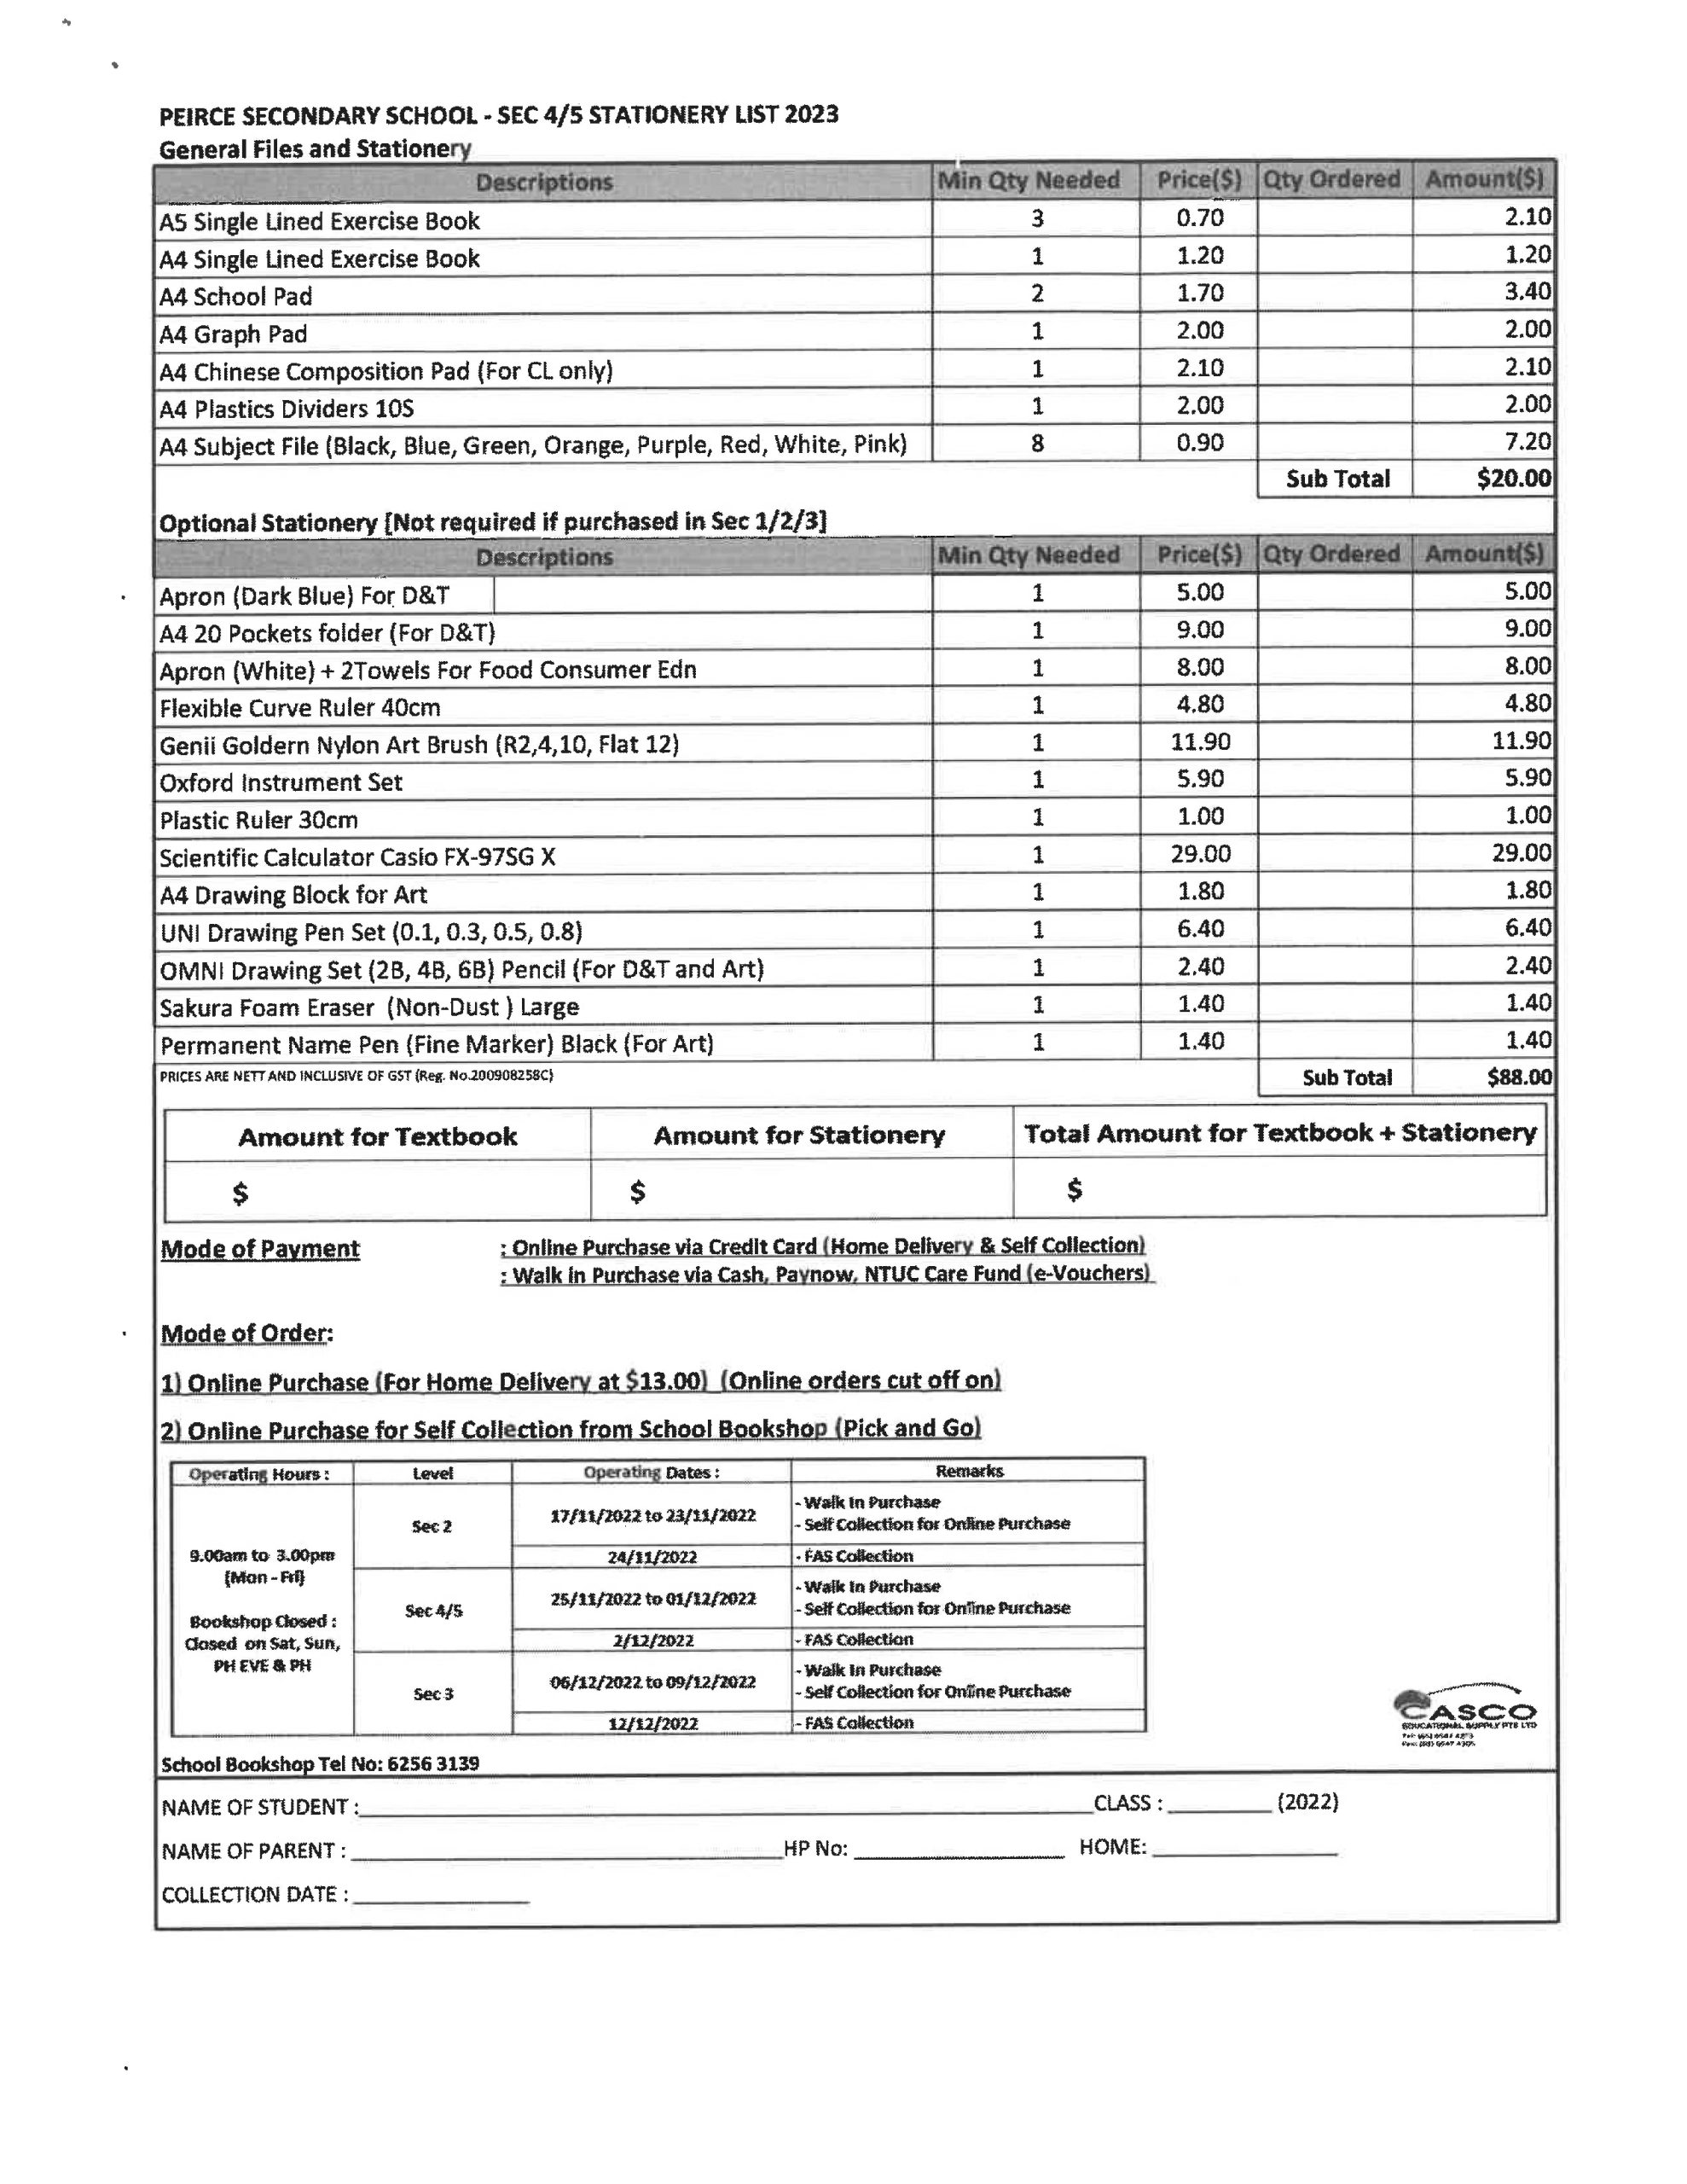 PEIRCE SECONDARY SCHOOL - SEC 4/5 STATIONERY LIST 2023
General Files and Stationery
Descriptions Min Qty Needed Price($) Qty Ordered Amount($)
A5 Single Lined Exercise Book 3 0.70 2.10
A4 Single Lined Exercise Book 1 1.20 1.20
A4 School Pad 2 1.70 3.40
A4 Graph Pad 1 2.00 2.00
A4 Chinese Composition Pad (For CL only) 1 2.10 2.10
A4 Plastics Dividers 10S 1 2.00 2.00
A4 Subject File (Black, Blue, Green, Orange, Purple, Red, White, Pink) 8 0.90 7.20
Sub Total $20.00
Optional Stationery [Not required if purchased in Sec 1/2/3]
Descriptions Min Qty Needed Price($) Qty Ordered Amount($)
Apron (Dark Blue) For D&T 1 5.00 5.00
A4 20 Pockets folder (For D&T) 1 9.00 9.00
Apron (White) + 2Towels For Food Consumer Edn 1 8.00 8.00
Flexible Curve Ruler 40cm 1 4.80 4.80
Genii Goldern Nylon Art Brush (R2,4,10, Flat 12) 1 11.90 11.90
Oxford Instrument Set 1 5.90 5.90
Plastic Ruler 30cm 1 1.00 1.00
Scientific Calculator Casio FX-97SG X 1 29.00 29.00
A4 Drawing Block for Art 1 1.80 1.80
UNI Drawing Pen Set (0.1, 0.3, 0.5, 0.8) 1 6.40 6.40
OMNI Drawing Set (2B, 4B, 6B) Pencil (For D&T and Art) 1 2.40 2.40
Sakura Foam Eraser (Non-Dust ) Large 1 1.40 1.40
Permanent Name Pen (Fine Marker) Black (For Art) 1 1.40 1.40
PRICES ARE NETT AND INCLUSIVE OF GST (Reg. No.200908258C) Sub Total $88.00
Amount for Textbook Amount for Stationery Total Amount for Textbook + Stationery
$ $ $
Mode of Payment : Online Purchase via Credit Card (Home Delivery & Self Collection)
: Walk in Purchase via Cash, Paynow, NTUC Care Fund (e-Vouchers)
Mode of Order:
1) Online Purchase (For Home Delivery at $13.00) (Online orders cut off on)
2) Online Purchase for Self Collection from School Bookshop (Pick and Go)
Operating Hours : Level Operating Dates : Remarks
9.00am to 3.00pm
(Mon - Fri)
Bookshop Closed :
Closed on Sat, Sun,
PH EVE & PH
Sec 2
17/11/2022 to 23/11/2022
- Walk In Purchase
- Self Collection for Online Purchase
24/11/2022 - FAS Collection
Sec 4/5
25/11/2022 to 01/12/2022
- Walk In Purchase
- Self Collection for Online Purchase
2/12/2022 - FAS Collection
Sec 3
06/12/2022 to 09/12/2022
- Walk In Purchase
- Self Collection for Online Purchase
12/12/2022 - FAS Collection
CASCO
EDUCATIONAL SUPPLY PTE LTD
School Bookshop Tel No: 6256 3139
NAME OF STUDENT : CLASS : (2022)
NAME OF PARENT : HP No: HOME:
COLLECTION DATE :